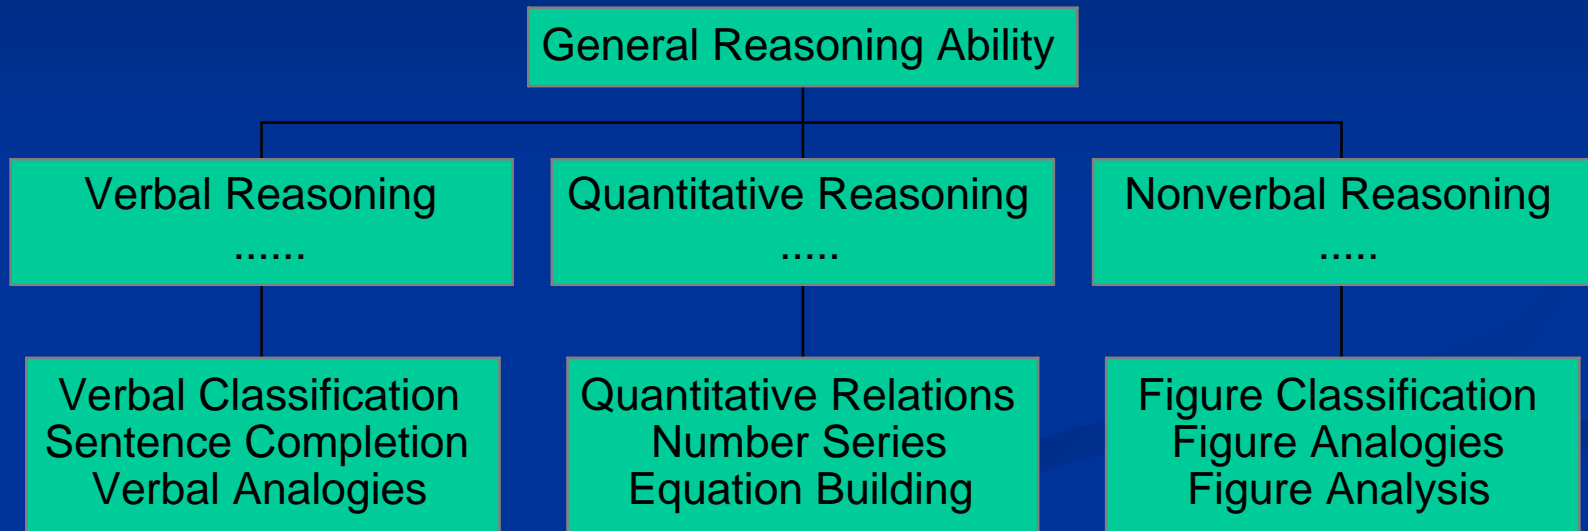 General Reasoning Ability
Verbal Reasoning
......
Quantitative Reasoning
.....
Nonverbal Reasoning
.....
Verbal Classification
Sentence Completion
Verbal Analogies
Quantitative Relations
Number Series
Equation Building
Figure Classification
Figure Analogies
Figure Analysis